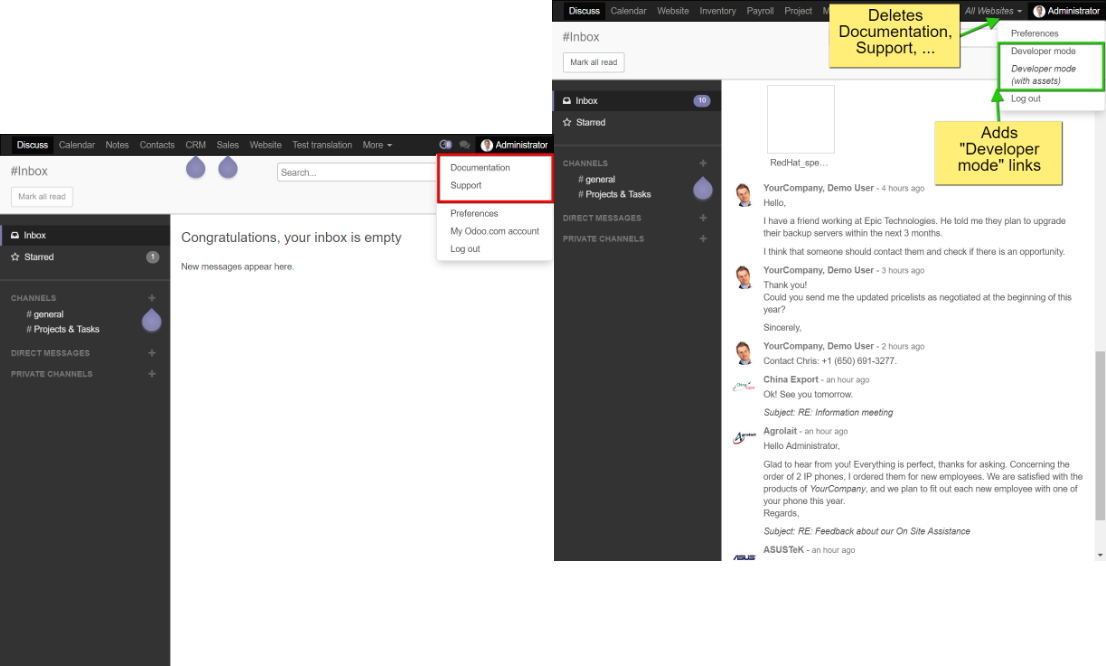 Discuss Calendar Notes Contacts CRM Sales Website Test translation More Administrator
#Inbox
Search...
Mark all read
Documentation
Support
Preferences
My Odoo.com account
Log out
Inbox
Starred 1
Congratulations, your inbox is empty
New messages appear here.
CHANNELS +
# general
# Projects & Tasks
DIRECT MESSAGES +
PRIVATE CHANNELS +
Discuss Calendar Website Inventory Payroll Project All Websites Administrator
#Inbox
Mark all read
Deletes
Documentation,
Support, ...
Preferences
Developer mode
Developer mode
(with assets)
Log out
Adds
"Developer
mode" links
Inbox 10
Starred
CHANNELS +
# general
# Projects & Tasks
DIRECT MESSAGES +
PRIVATE CHANNELS +
RedHat_spe...
YourCompany, Demo User - 4 hours ago
Hello,
I have a friend working at Epic Technologies. He told me they plan to upgrade
their backup servers within the next 3 months.
I think that someone should contact them and check if there is an opportunity.
YourCompany, Demo User - 3 hours ago
Thank you!
Could you send me the updated pricelists as negotiated at the beginning of this
year?
Sincerely,
YourCompany, Demo User - 2 hours ago
Contact Chris: +1 (650) 691-3277.
China Export - an hour ago
Ok! See you tomorrow.
Subject: RE: Information meeting
Agrolait - an hour ago
Hello Administrator,
Glad to hear from you! Everything is perfect, thanks for asking. Concerning the
order of 2 IP phones, I ordered them for new employees. We are satisfied with the
products of YourCompany, and we plan to fit out each new employee with one of
your phone this year.
Regards,
Subject: RE: Feedback about our On Site Assistance
ASUSTeK - an hour ago